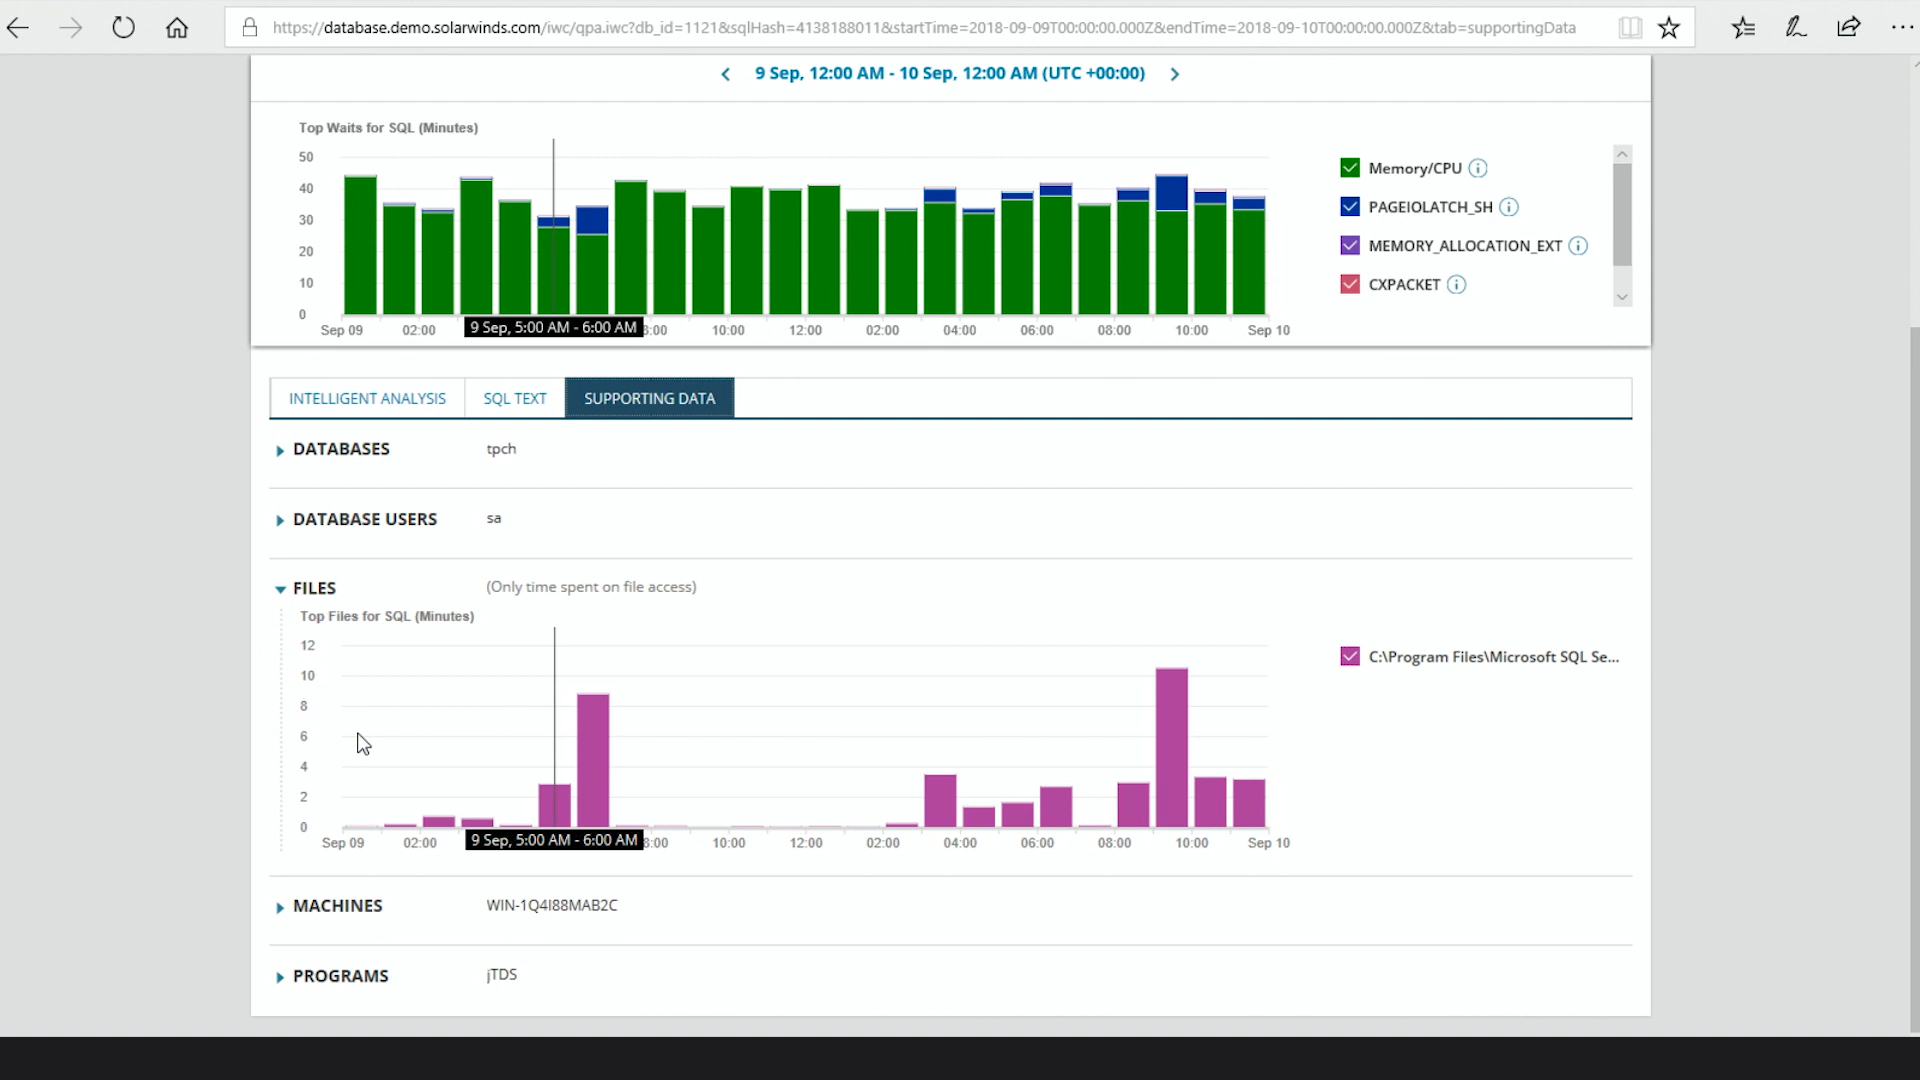 https://database.demo.solarwinds.com/iwc/qpa.iwc?db_id=1121&sqlHash=4138188011&startTime=2018-09-09T00:00:00.000Z&endTime=2018-09-10T00:00:00.000Z&tab=supportingData
9 Sep, 12:00 AM - 10 Sep, 12:00 AM (UTC +00:00)
Top Waits for SQL (Minutes)
50
40
30
20
10
0
Sep 09 02:00 9 Sep, 5:00 AM - 6:00 AM 8:00 10:00 12:00 02:00 04:00 06:00 08:00 10:00 Sep 10
Memory/CPU
PAGEIOLATCH_SH
MEMORY_ALLOCATION_EXT
CXPACKET
INTELLIGENT ANALYSIS SQL TEXT SUPPORTING DATA
DATABASES tpch
DATABASE USERS sa
FILES (Only time spent on file access)
Top Files for SQL (Minutes)
12
10
8
6
4
2
0
Sep 09 02:00 9 Sep, 5:00 AM - 6:00 AM 8:00 10:00 12:00 02:00 04:00 06:00 08:00 10:00 Sep 10
C:\Program Files\Microsoft SQL Se...
MACHINES WIN-1Q4I88MAB2C
PROGRAMS jTDS